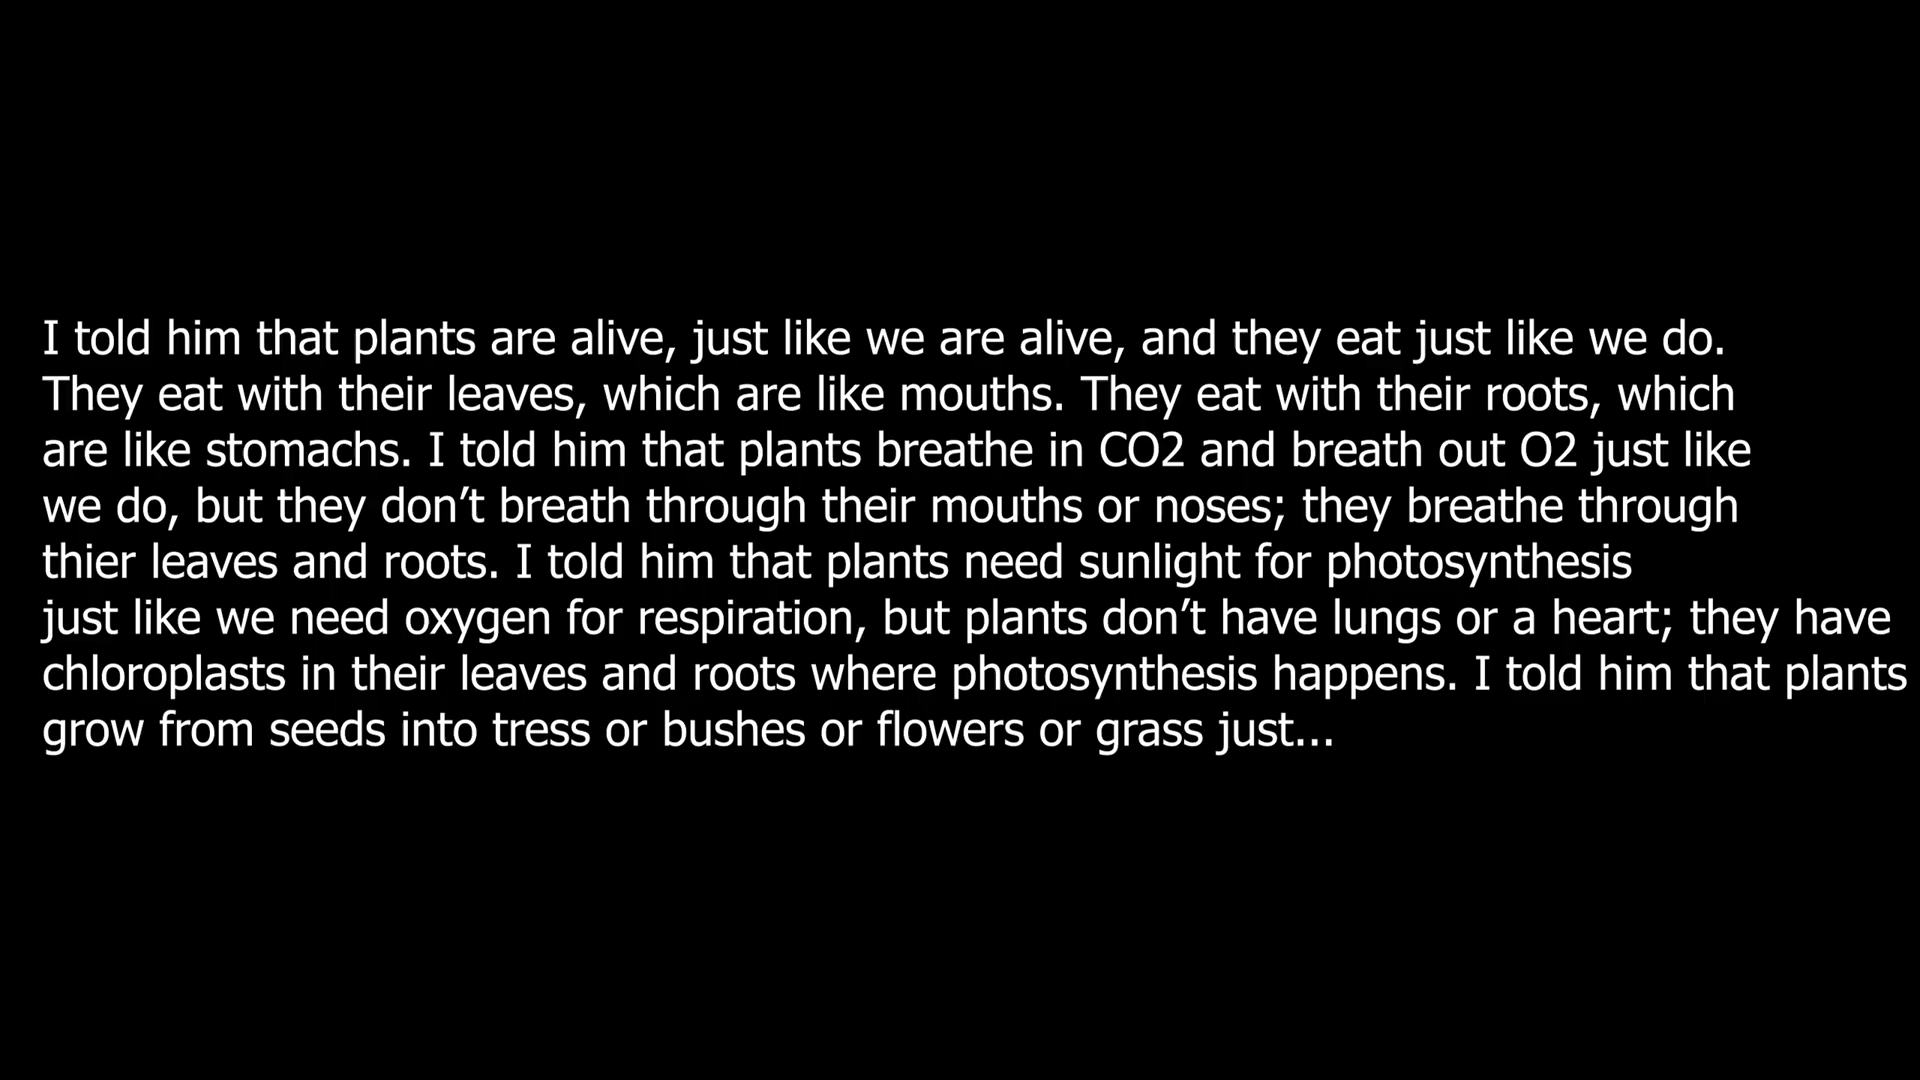 I told him that plants are alive, just like we are alive, and they eat just like we do.
They eat with their leaves, which are like mouths. They eat with their roots, which
are like stomachs. I told him that plants breathe in CO2 and breath out O2 just like
we do, but they don’t breath through their mouths or noses; they breathe through
thier leaves and roots. I told him that plants need sunlight for photosynthesis
just like we need oxygen for respiration, but plants don’t have lungs or a heart; they have
chloroplasts in their leaves and roots where photosynthesis happens. I told him that plants
grow from seeds into tress or bushes or flowers or grass just...